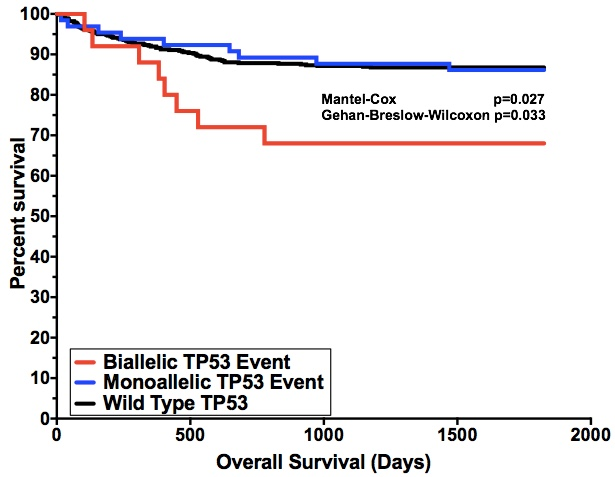 100
90
80
70
60
50
40
30
20
10
0
Percent survival
Mantel-Cox p=0.027
Gehan-Breslow-Wilcoxon p=0.033
Biallelic TP53 Event
Monoallelic TP53 Event
Wild Type TP53
0 500 1000 1500 2000
Overall Survival (Days)